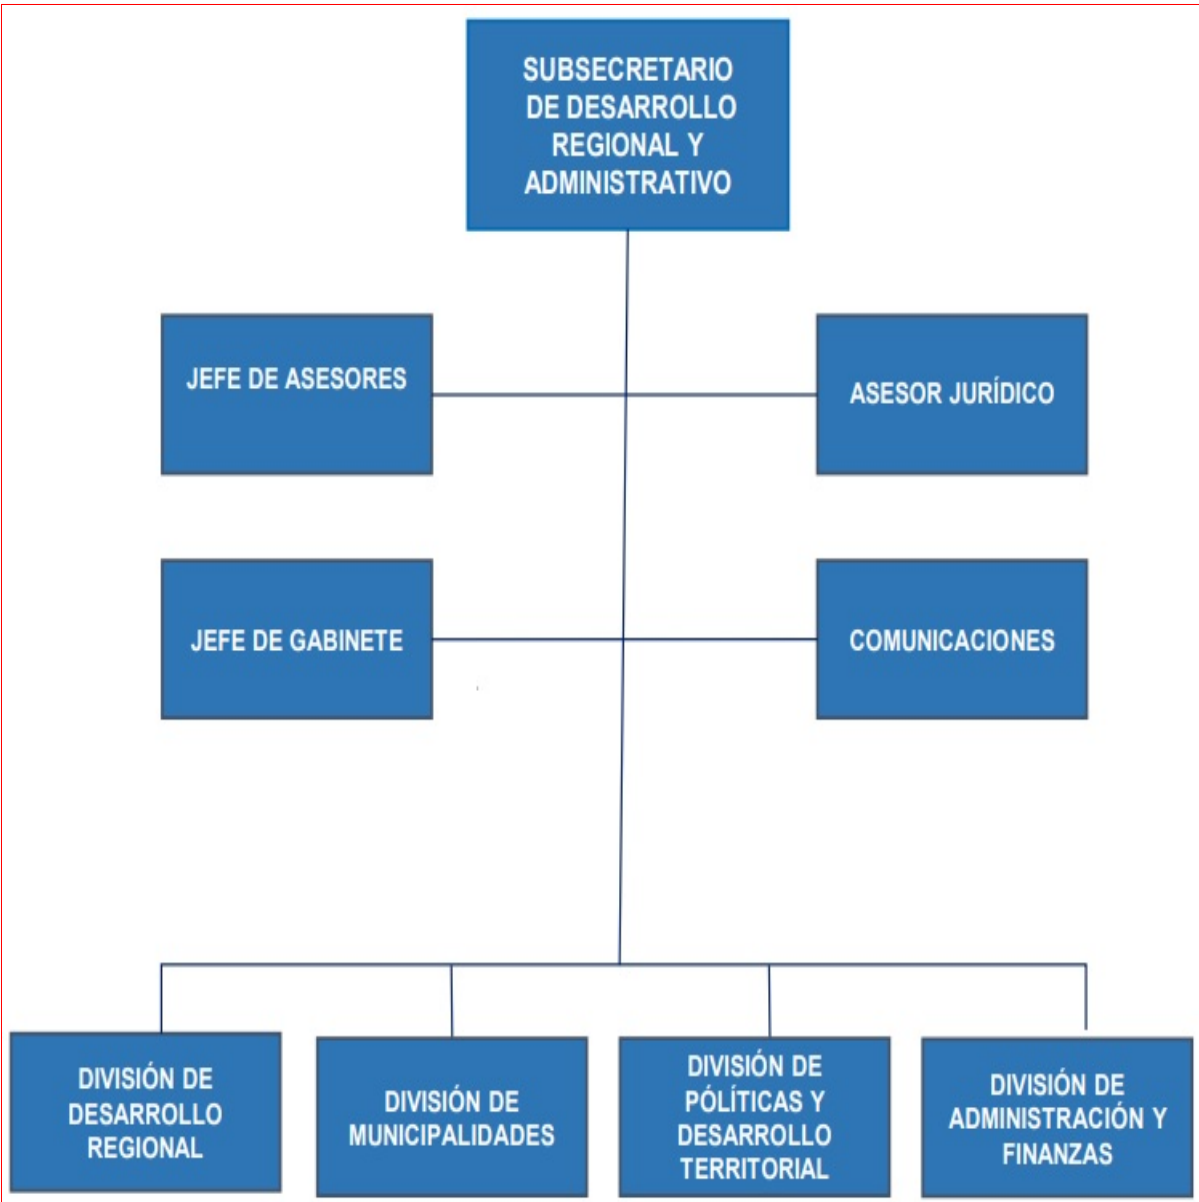 SUBSECRETARIO
DE DESARROLLO
REGIONAL Y
ADMINISTRATIVO
JEFE DE ASESORES
ASESOR JURÍDICO
JEFE DE GABINETE
COMUNICACIONES
DIVISIÓN DE
DESARROLLO
REGIONAL
DIVISIÓN DE
MUNICIPALIDADES
DIVISIÓN DE
PÓLÍTICAS Y
DESARROLLO
TERRITORIAL
DIVISIÓN DE
ADMINISTRACIÓN Y
FINANZAS